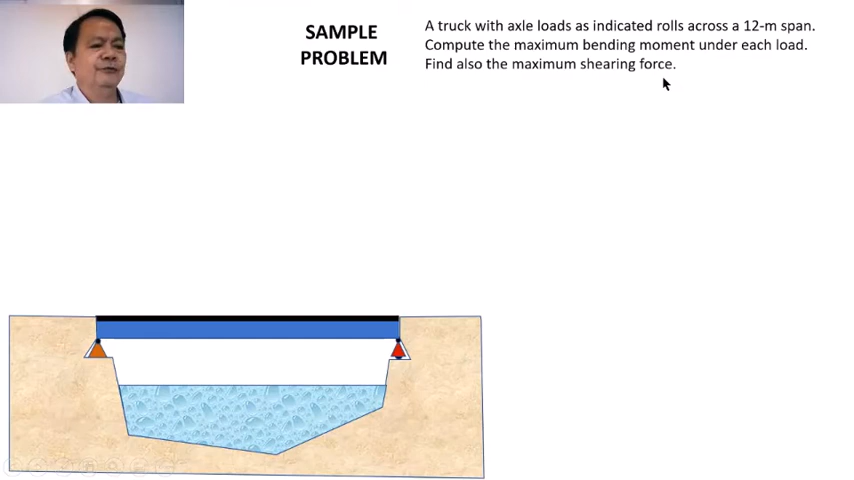 SAMPLE
PROBLEM
A truck with axle loads as indicated rolls across a 12-m span.
Compute the maximum bending moment under each load.
Find also the maximum shearing force.